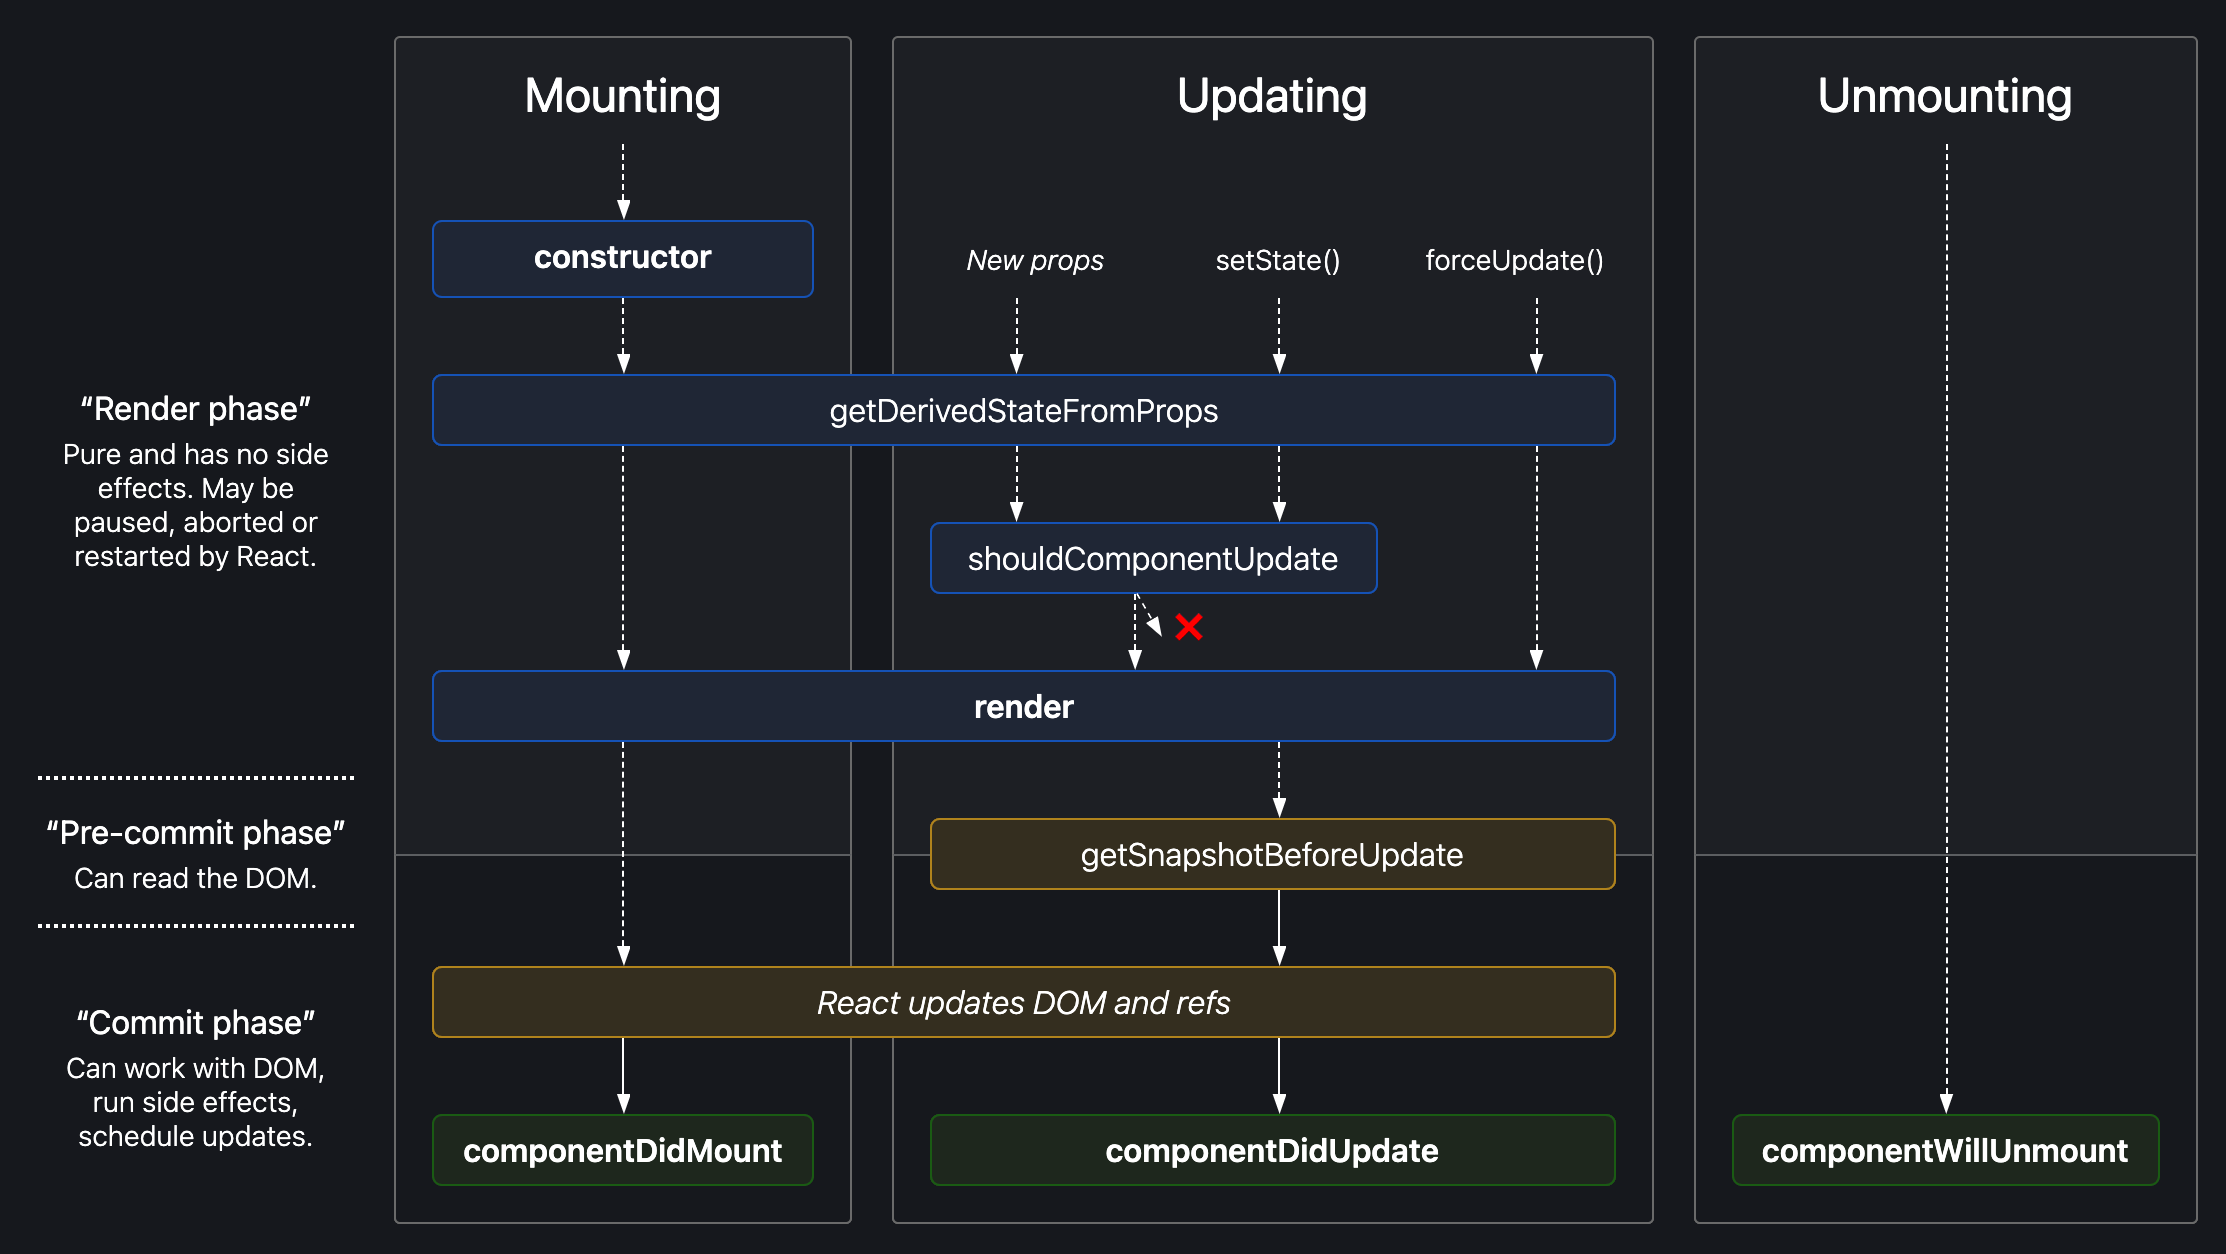 Mounting
Updating
Unmounting
constructor
New props
setState()
forceUpdate()
“Render phase”
Pure and has no side
effects. May be
paused, aborted or
restarted by React.
getDerivedStateFromProps
shouldComponentUpdate
render
“Pre-commit phase”
Can read the DOM.
getSnapshotBeforeUpdate
“Commit phase”
Can work with DOM,
run side effects,
schedule updates.
React updates DOM and refs
componentDidMount
componentDidUpdate
componentWillUnmount